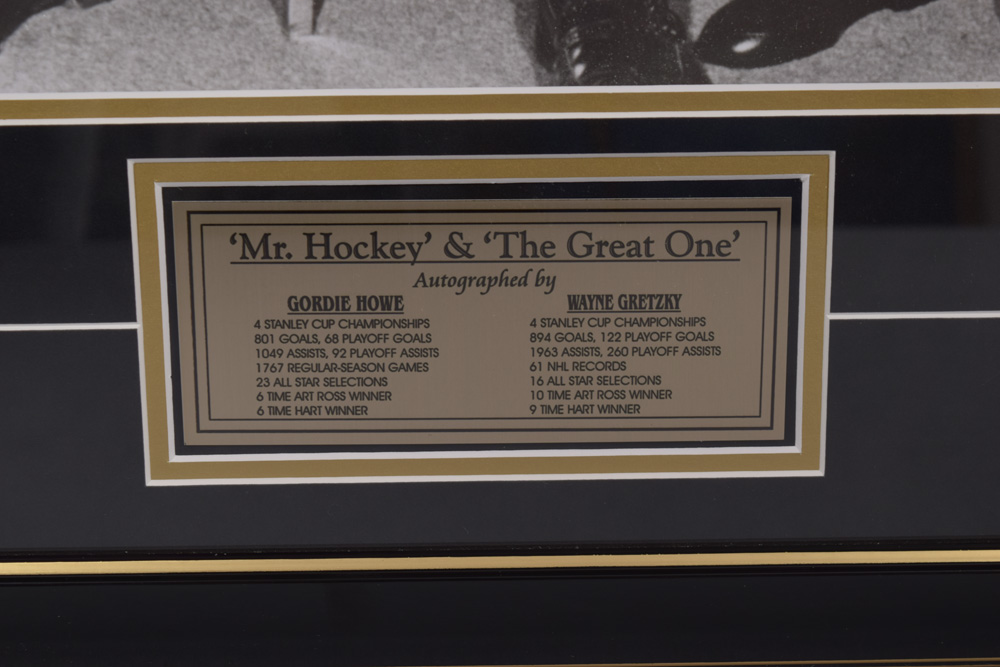 ‘Mr. Hockey’ & ‘The Great One’
Autographed by
GORDIE HOWE
4 STANLEY CUP CHAMPIONSHIPS
801 GOALS, 68 PLAYOFF GOALS
1049 ASSISTS, 92 PLAYOFF ASSISTS
1767 REGULAR-SEASON GAMES
23 ALL STAR SELECTIONS
6 TIME ART ROSS WINNER
6 TIME HART WINNER
WAYNE GRETZKY
4 STANLEY CUP CHAMPIONSHIPS
894 GOALS, 122 PLAYOFF GOALS
1963 ASSISTS, 260 PLAYOFF ASSISTS
61 NHL RECORDS
16 ALL STAR SELECTIONS
10 TIME ART ROSS WINNER
9 TIME HART WINNER